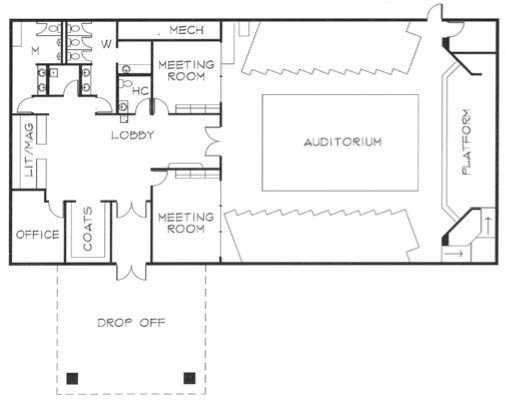 MECH
M
W
MEETING
ROOM
HC
LOBBY
LIT/MAG
AUDITORIUM
PLATFORM
MEETING
ROOM
OFFICE
COATS
DROP OFF